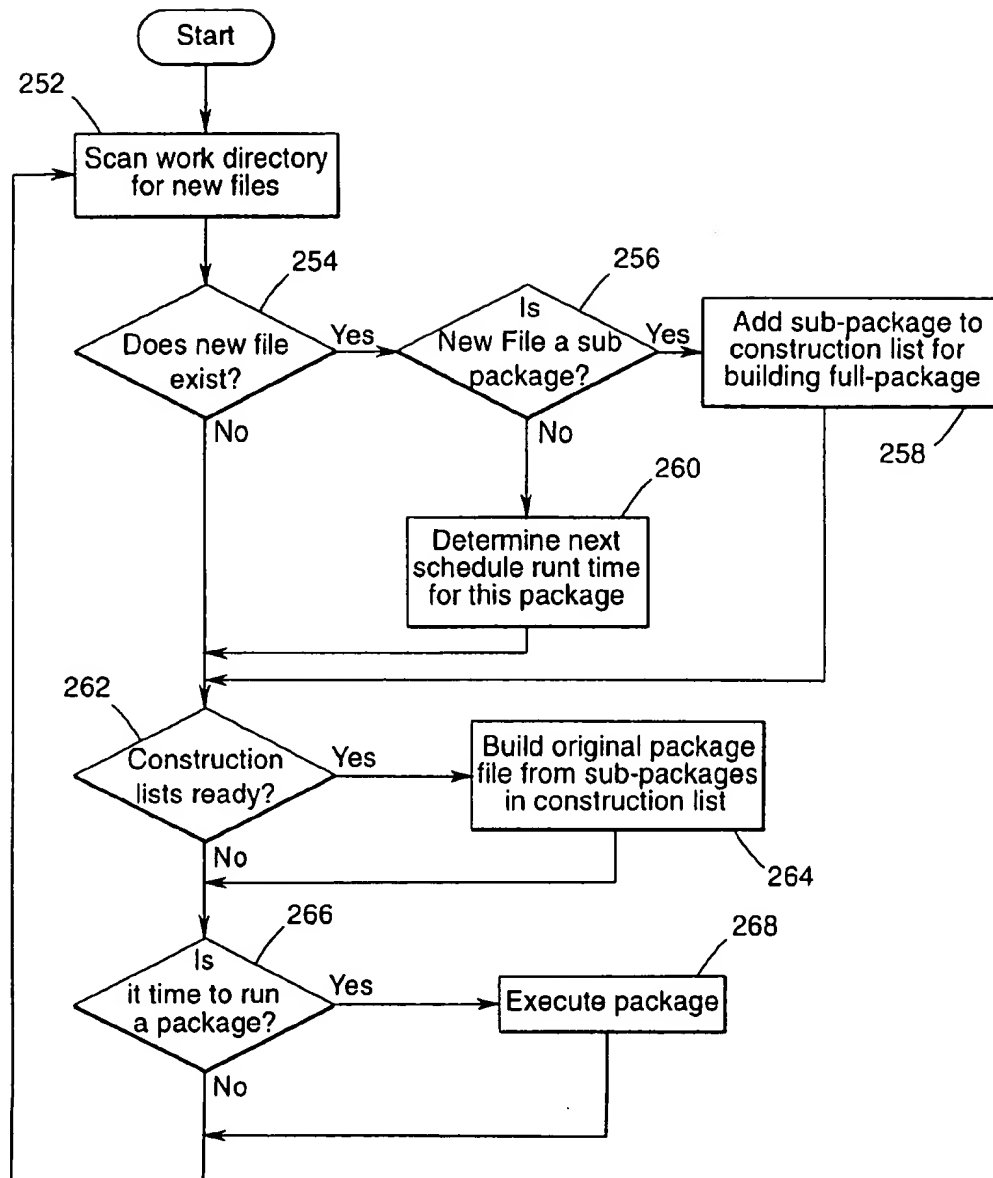 Start
252
Scan work directory
for new files
254
Does new file
exist?
Yes
No
256
Is
New File a sub
package?
Yes
No
Add sub-package to
construction list for
building full-package
258
260
Determine next
schedule runt time
for this package
262
Construction
lists ready?
Yes
No
Build original package
file from sub-packages
in construction list
264
266
Is
it time to run
a package?
Yes
No
268
Execute package